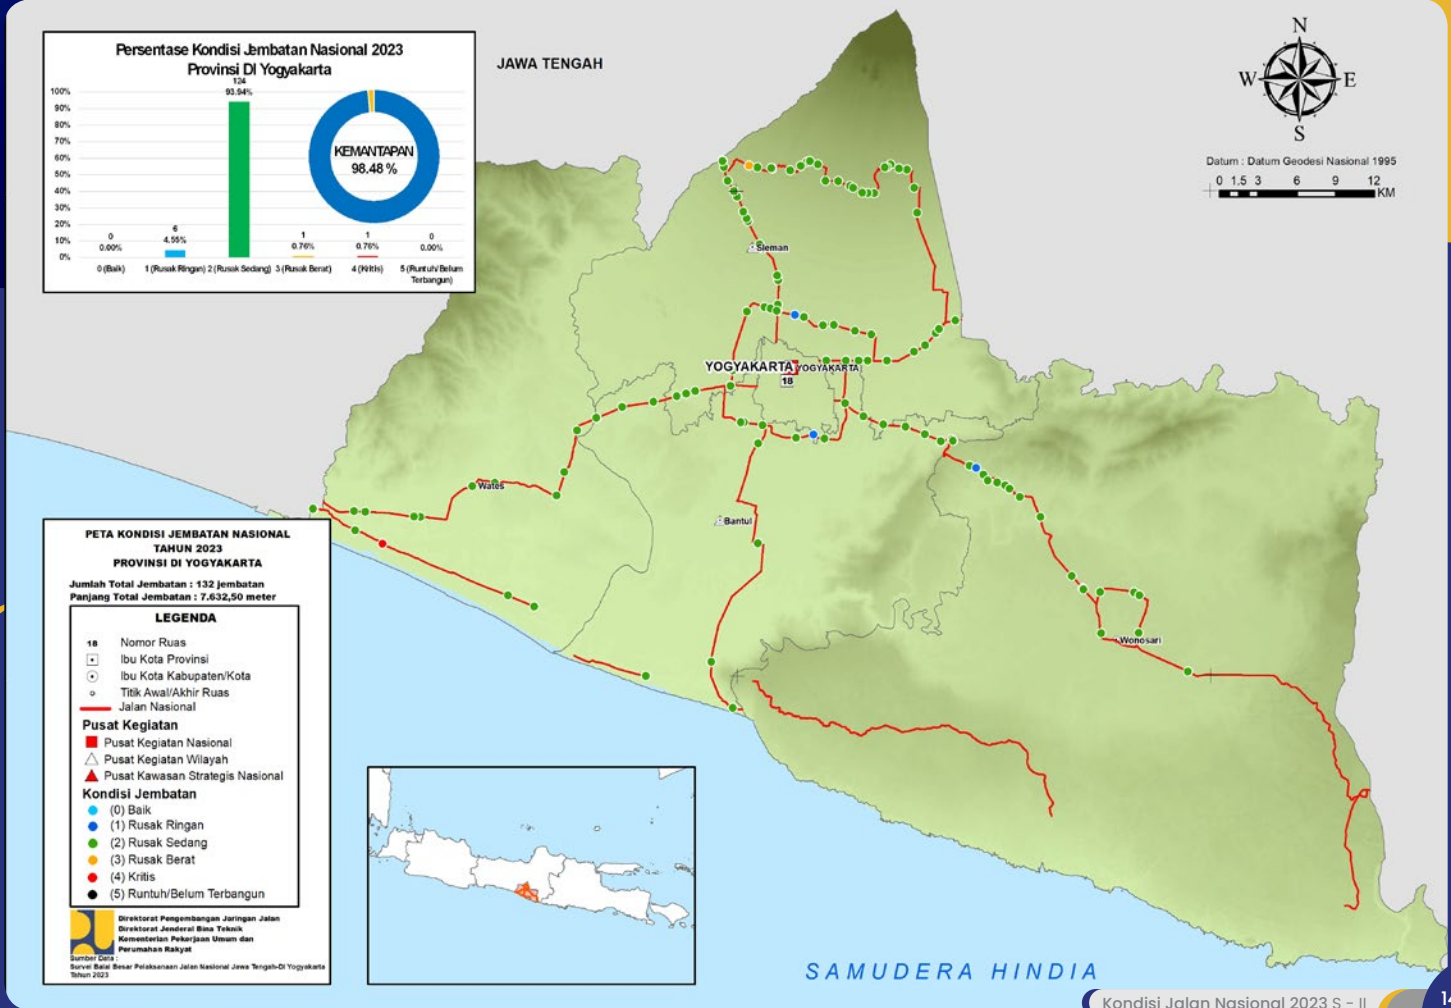 Persentase Kondisi Jembatan Nasional 2023
Provinsi DI Yogyakarta
100%
90%
80%
70%
60%
50%
40%
30%
20%
10%
0%
0
0.00%
6
4.55%
124
93.94%
1
0.76%
1
0.76%
0
0.00%
0 (Baik)
1 (Rusak Ringan)
2 (Rusak Sedang)
3 (Rusak Berat)
4 (Kritis)
5 (Runtuh/Belum
Terbangun)
KEMANTAPAN
98.48 %
JAWA TENGAH
N
W
E
S
Datum : Datum Geodesi Nasional 1995
0 1.5 3 6 9 12
KM
Sleman
YOGYAKARTA
YOGYAKARTA
18
Wates
Bantul
Wonosari
PETA KONDISI JEMBATAN NASIONAL
TAHUN 2023
PROVINSI DI YOGYAKARTA
Jumlah Total Jembatan : 132 jembatan
Panjang Total Jembatan : 7.632,50 meter
LEGENDA
18 Nomor Ruas
Ibu Kota Provinsi
Ibu Kota Kabupaten/Kota
Titik Awal/Akhir Ruas
Jalan Nasional
Pusat Kegiatan
Pusat Kegiatan Nasional
Pusat Kegiatan Wilayah
Pusat Kawasan Strategis Nasional
Kondisi Jembatan
(0) Baik
(1) Rusak Ringan
(2) Rusak Sedang
(3) Rusak Berat
(4) Kritis
(5) Runtuh/Belum Terbangun
Direktorat Pengembangan Jaringan Jalan
Direktorat Jenderal Bina Teknik
Kementerian Pekerjaan Umum dan
Perumahan Rakyat
Sumber Data :
Survei Balai Besar Pelaksanaan Jalan Nasional Jawa Tengah-DI Yogyakarta
Tahun 2023
SAMUDERA HINDIA
Kondisi Jalan Nasional 2023 S - II